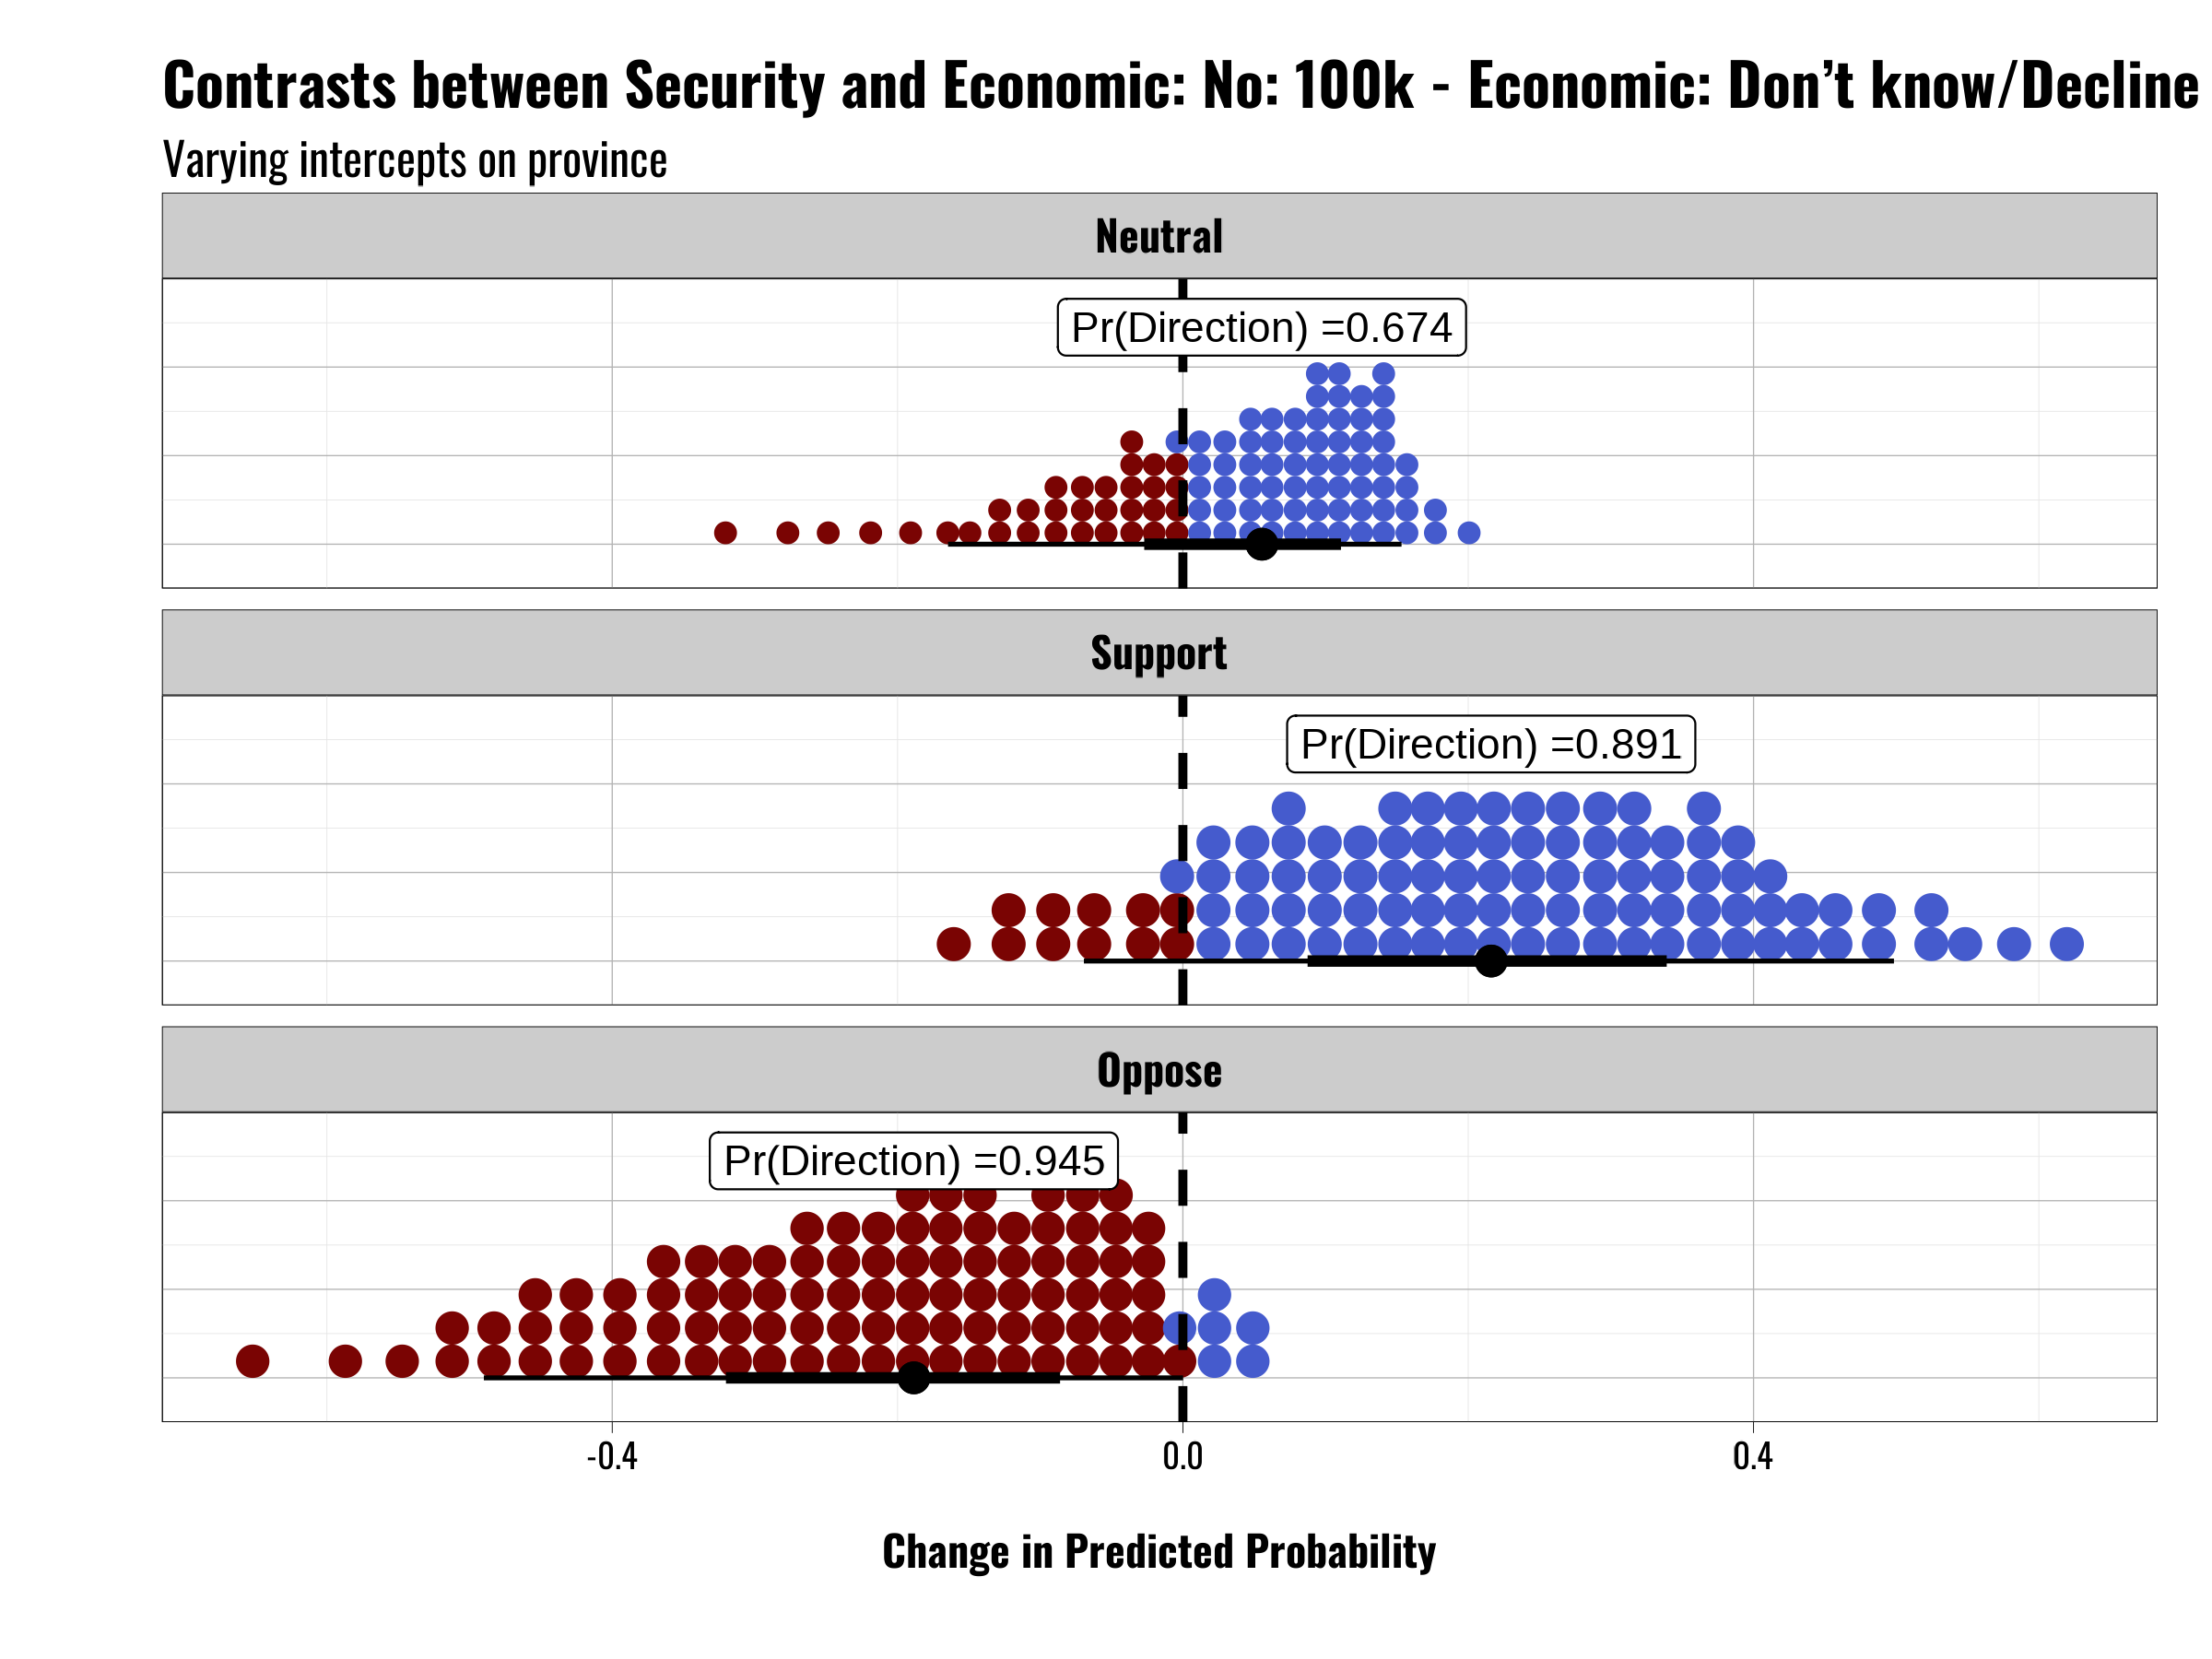 Contrasts between Security and Economic: No: 100k - Economic: Don’t know/Decline
Varying intercepts on province
Neutral
Pr(Direction) =0.674
Support
Pr(Direction) =0.891
Oppose
Pr(Direction) =0.945
-0.4 0.0 0.4
Change in Predicted Probability